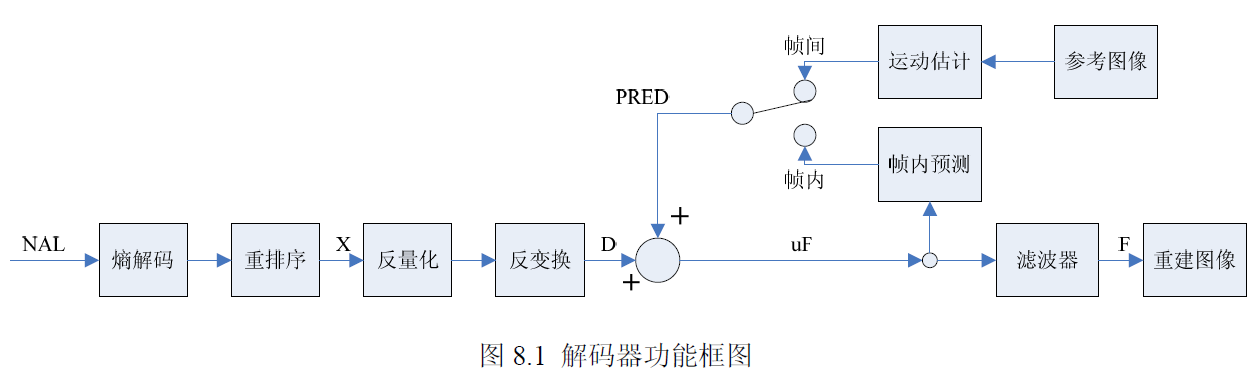 帧间
运动估计
参考图像
PRED
帧内
帧内预测
+
NAL
熵解码
重排序
X
反量化
反变换
D
+
uF
滤波器
F
重建图像
图 8.1 解码器功能框图